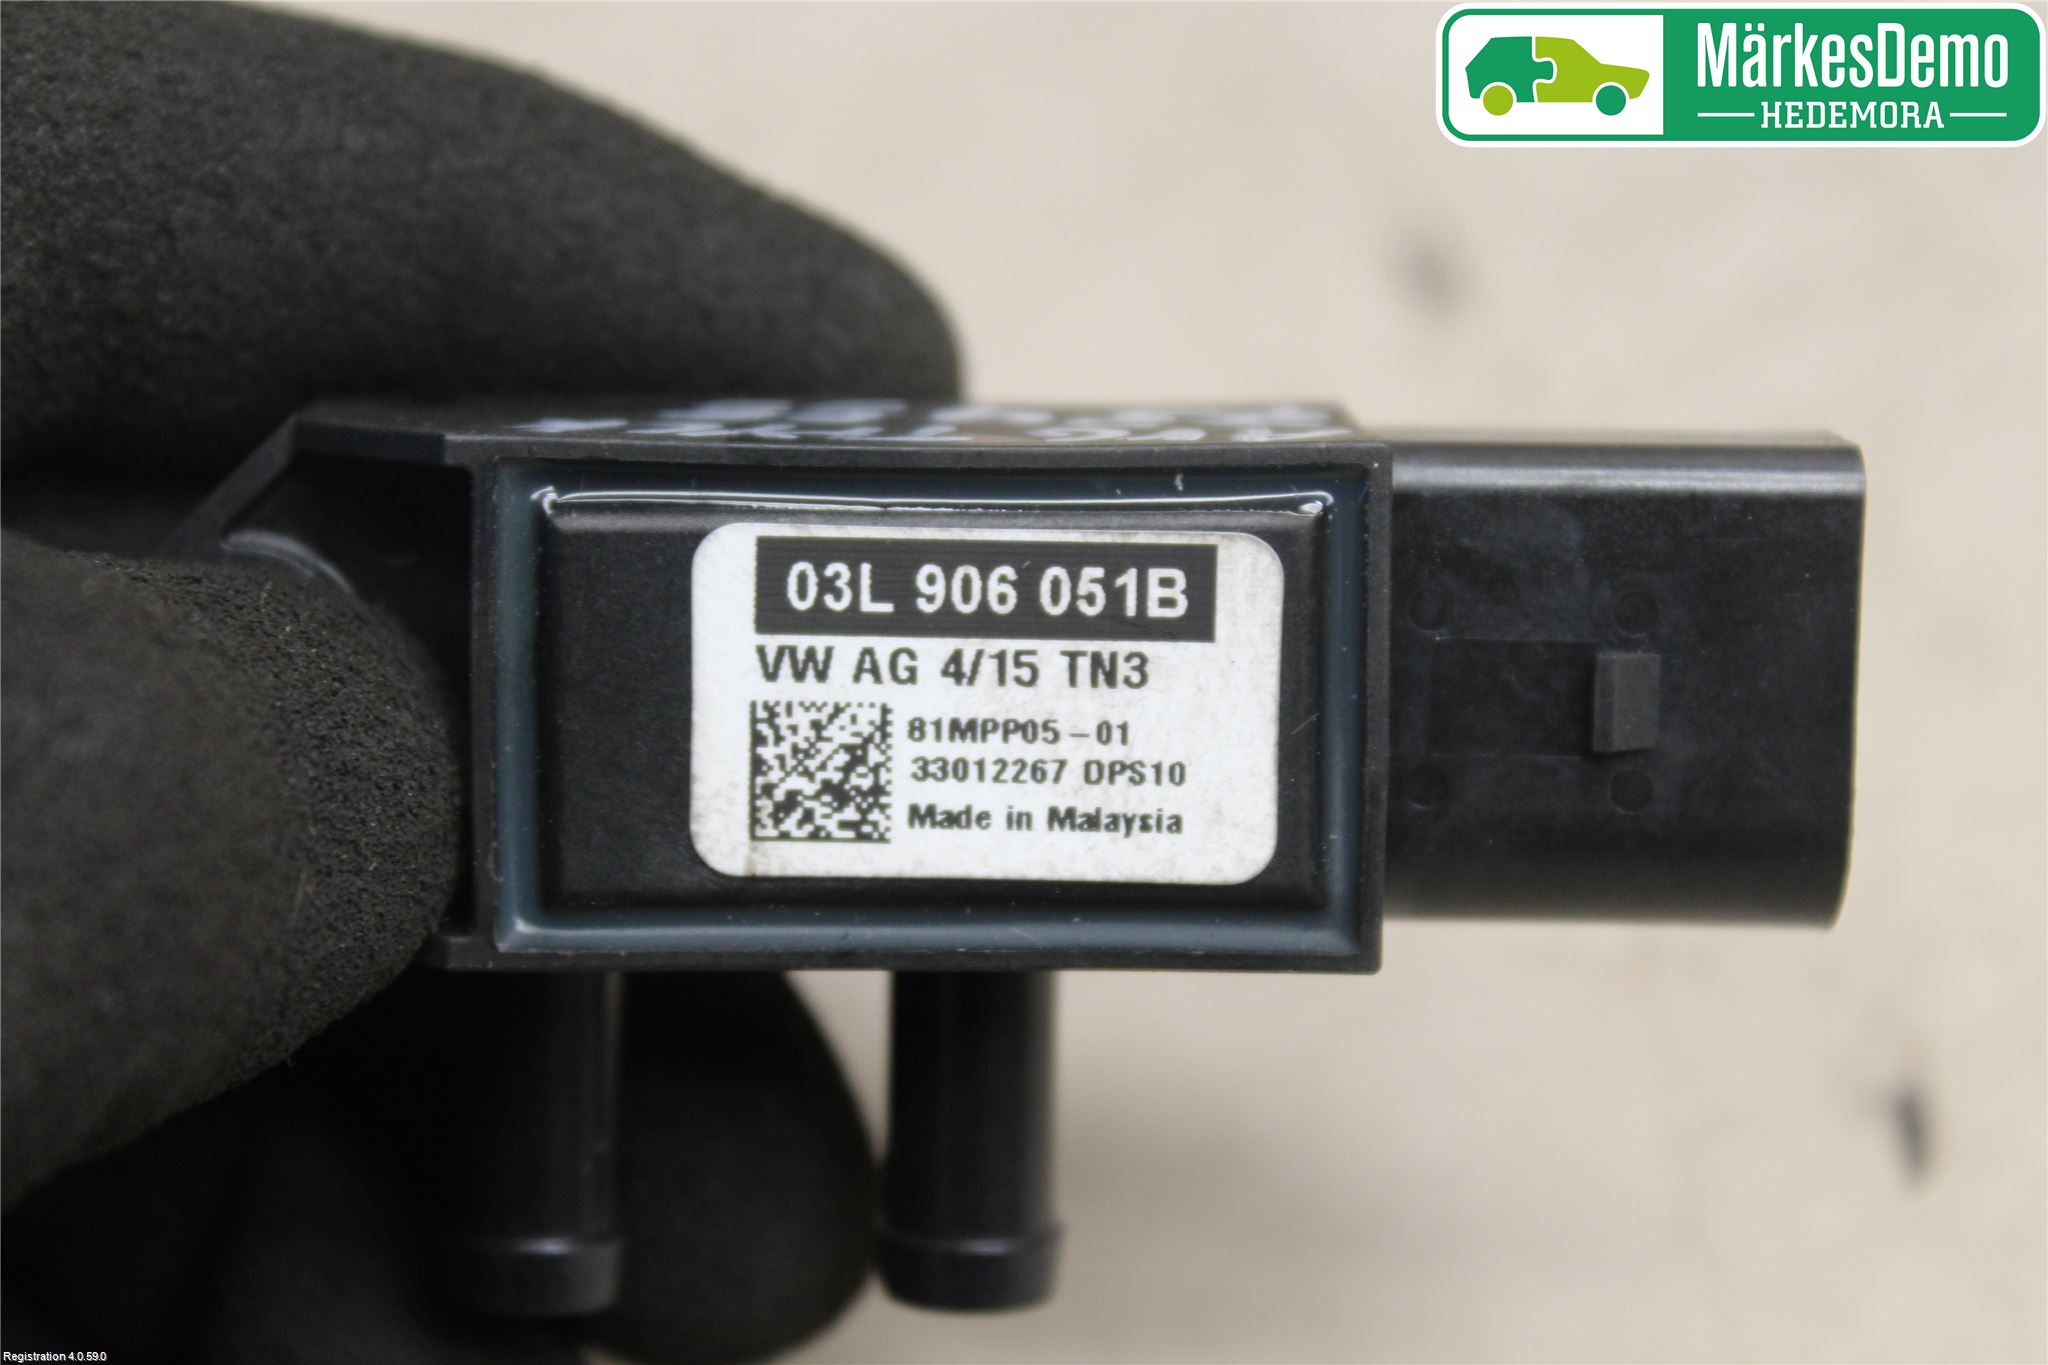 MärkesDemo
HEDEMORA
03L 906 051B
VW AG 4/15 TN3
81MPP05-01
33012267 DPS10
Made in Malaysia
Registration 4.0.59.0